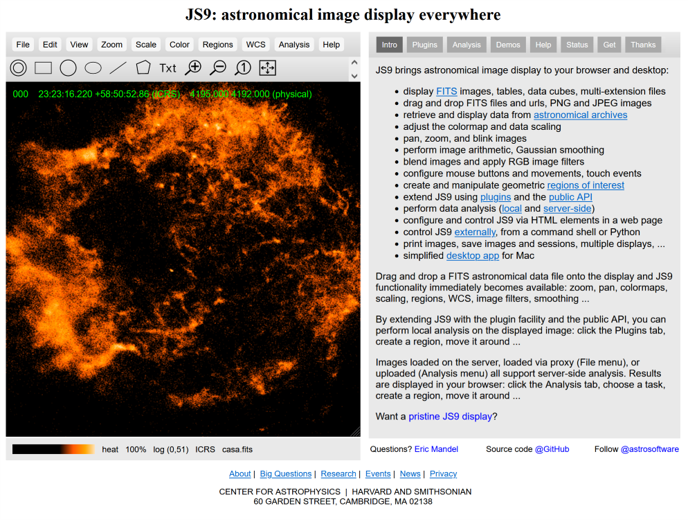 JS9: astronomical image display everywhere
File Edit View Zoom Scale Color Regions WCS Analysis Help
Txt 1
000 23:23:16.220 +58:50:52.86 (ICRS) 4195.000 4192.000 (physical)
heat 100% log (0,51) ICRS casa.fits
Intro Plugins Analysis Demos Help Status Get Thanks
JS9 brings astronomical image display to your browser and desktop:
• display FITS images, tables, data cubes, multi-extension files
• drag and drop FITS files and urls, PNG and JPEG images
• retrieve and display data from astronomical archives
• adjust the colormap and data scaling
• pan, zoom, and blink images
• perform image arithmetic, Gaussian smoothing
• blend images and apply RGB image filters
• configure mouse buttons and movements, touch events
• create and manipulate geometric regions of interest
• extend JS9 using plugins and the public API
• perform data analysis (local and server-side)
• configure and control JS9 via HTML elements in a web page
• control JS9 externally, from a command shell or Python
• print images, save images and sessions, multiple displays, ...
• simplified desktop app for Mac
Drag and drop a FITS astronomical data file onto the display and JS9
functionality immediately becomes available: zoom, pan, colormaps,
scaling, regions, WCS, image filters, smoothing ...
By extending JS9 with the plugin facility and the public API, you can
perform local analysis on the displayed image: click the Plugins tab,
create a region, move it around ...
Images loaded on the server, loaded via proxy (File menu), or
uploaded (Analysis menu) all support server-side analysis. Results
are displayed in your browser: click the Analysis tab, choose a task,
create a region, move it around ...
Want a pristine JS9 display?
Questions? Eric Mandel Source code @GitHub Follow @astrosoftware
About | Big Questions | Research | Events | News | Privacy
CENTER FOR ASTROPHYSICS | HARVARD AND SMITHSONIAN
60 GARDEN STREET, CAMBRIDGE, MA 02138